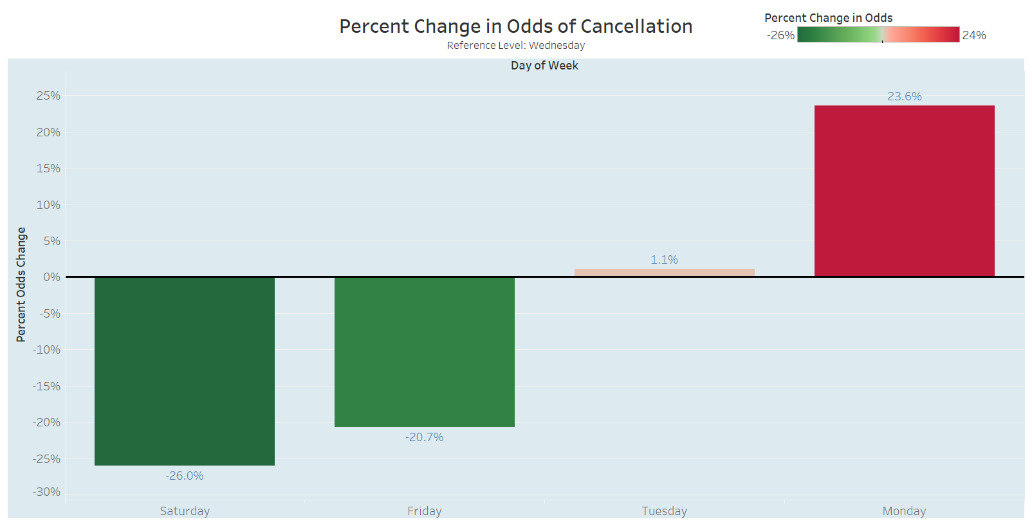 Percent Change in Odds of Cancellation
Reference Level: Wednesday
Percent Change in Odds
-26% 24%
Day of Week
Percent Odds Change
25%
20%
15%
10%
5%
0%
-5%
-10%
-15%
-20%
-25%
-30%
-26.0%
-20.7%
1.1%
23.6%
Saturday Friday Tuesday Monday